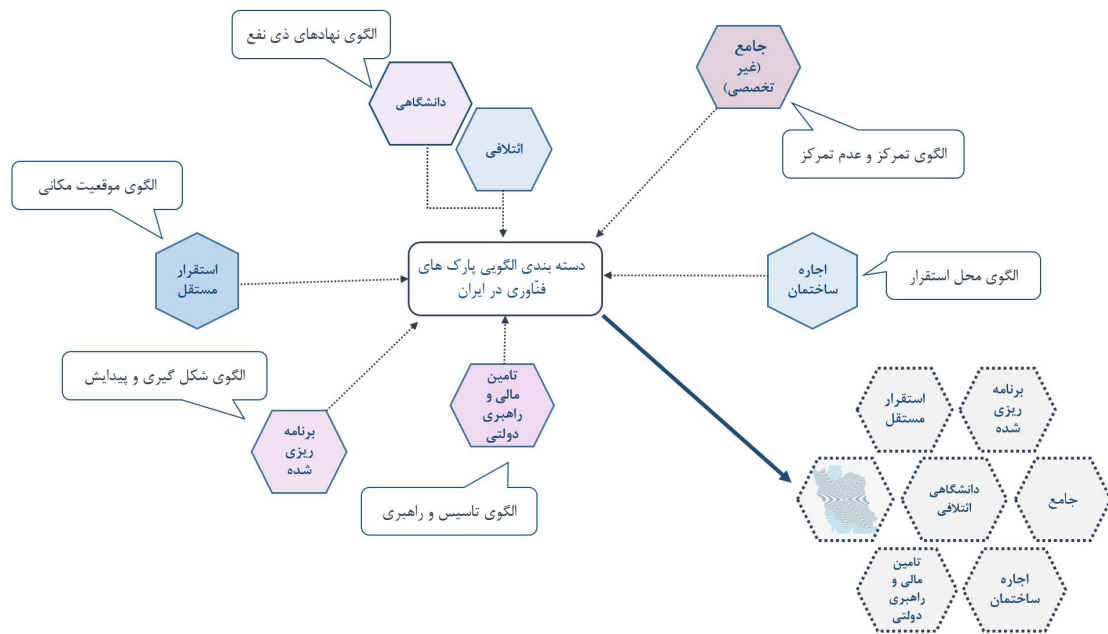 الگوی نهادهای ذی نفع
دانشگاهی
ائتلافی
جامع
(غیر
تخصصی)
الگوی تمرکز و عدم تمرکز
الگوی موقعیت مکانی
استقرار
مستقل
دسته بندی الگویی پارک های
فنّاوری در ایران
اجاره
ساختمان
الگوی محل استقرار
الگوی شکل گیری و پیدایش
برنامه
ریزی
شده
تامین
مالی و
راهبری
دولتی
الگوی تاسیس و راهبری
برنامه
ریزی
شده
استقرار
مستقل
جامع
دانشگاهی
ائتلافی
اجاره
ساختمان
تامین
مالی و
راهبری
دولتی